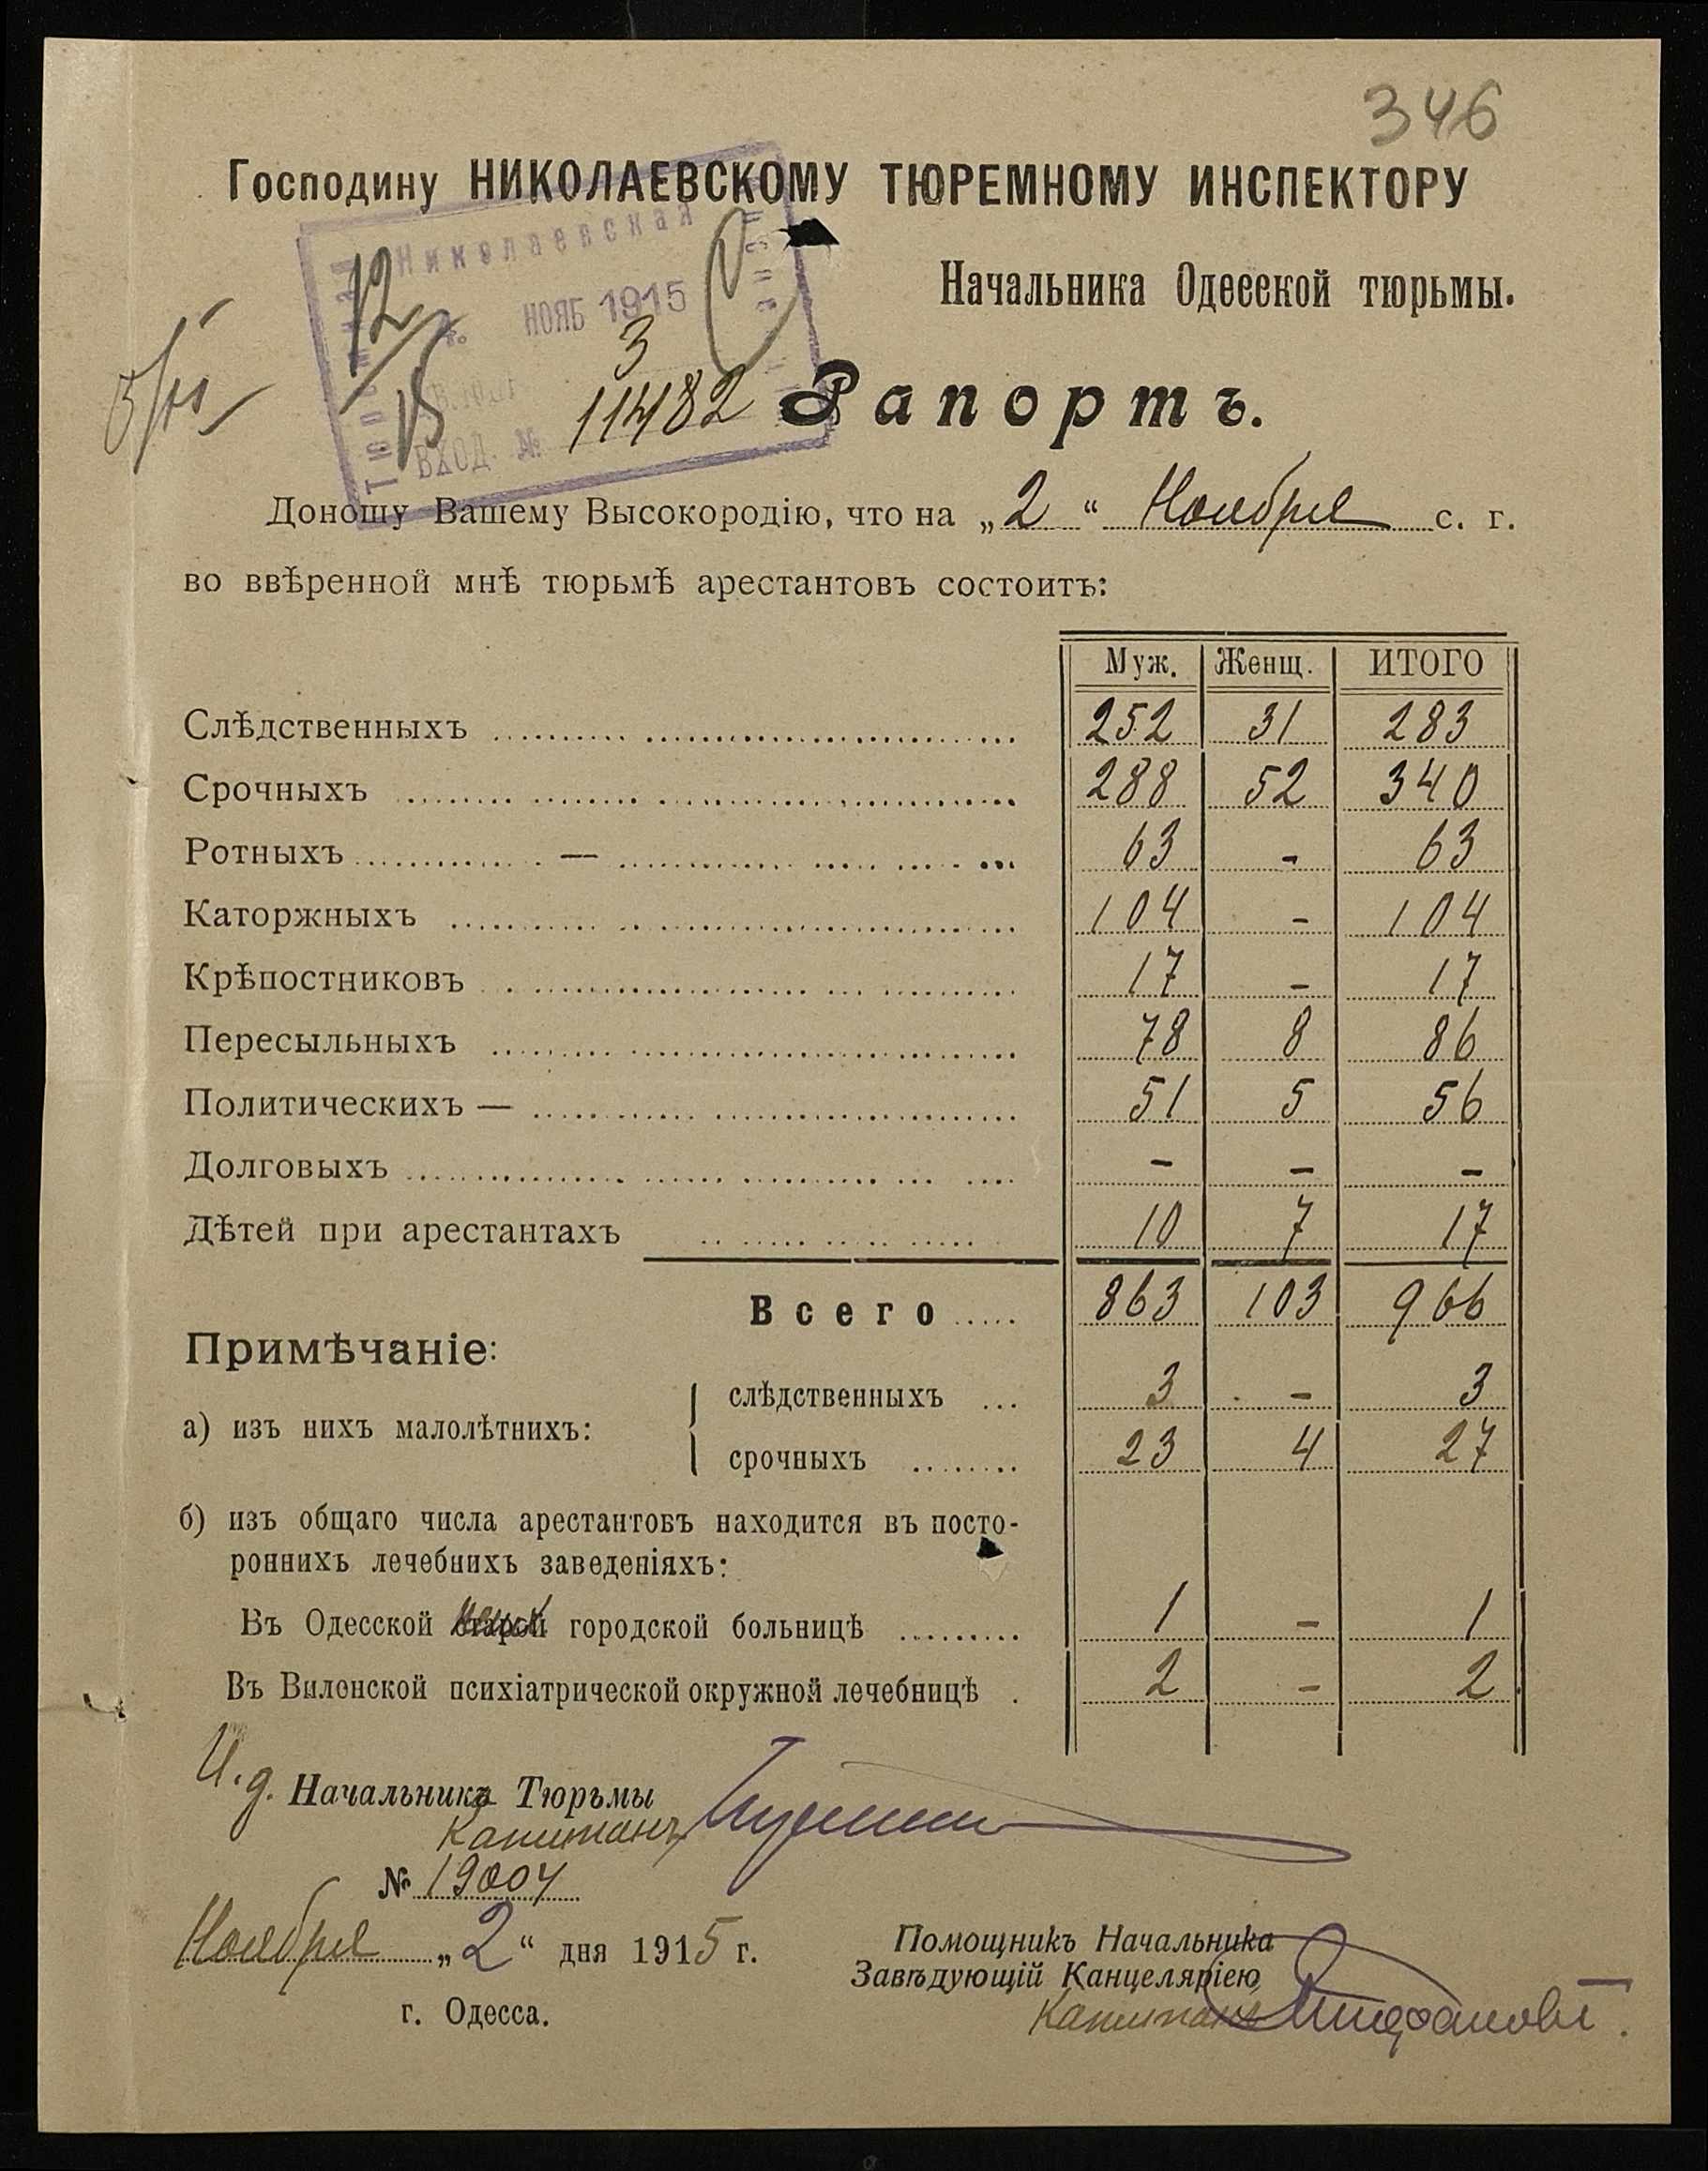 346
Господину НИКОЛАЕВСКОМУ ТЮРЕМНОМУ ИНСПЕКТОРУ
Николаевская
12/15
НОЯБ 1915
3
ВХОД. № 11482
Начальника Одесской тюрьмы.
Рапортъ.
Доношу Вашему Высокородію, что на „2“ Ноября с. г.
во ввѣренной мнѣ тюрьмѣ арестантовъ состоитъ:
Муж. Женщ. ИТОГО
Слѣдственныхъ 252 31 283
Срочныхъ 288 52 340
Ротныхъ — 63 - 63
Каторжныхъ 104 - 104
Крѣпостниковъ 17 - 17
Пересыльныхъ 78 8 86
Политическихъ — 51 5 56
Долговыхъ - - -
Дѣтей при арестантахъ 10 7 17
Всего 863 103 966
Примѣчаніе:
а) изъ нихъ малолѣтнихъ:
слѣдственныхъ 3 - 3
срочныхъ 23 4 27
б) изъ общаго числа арестантовъ находится въ посто-
роннихъ лечебнихъ заведеніяхъ:
Въ Одесской городской больницѣ 1 - 1
Въ Виленской психіатрической окружной лечебницѣ 2 - 2
И. д. Начальника Тюрьмы
Капитанъ
№ 19004
Ноября „2“ дня 1915 г.
г. Одесса.
Помощникъ Начальника
Завѣдующій Канцеляріею
Капитанъ